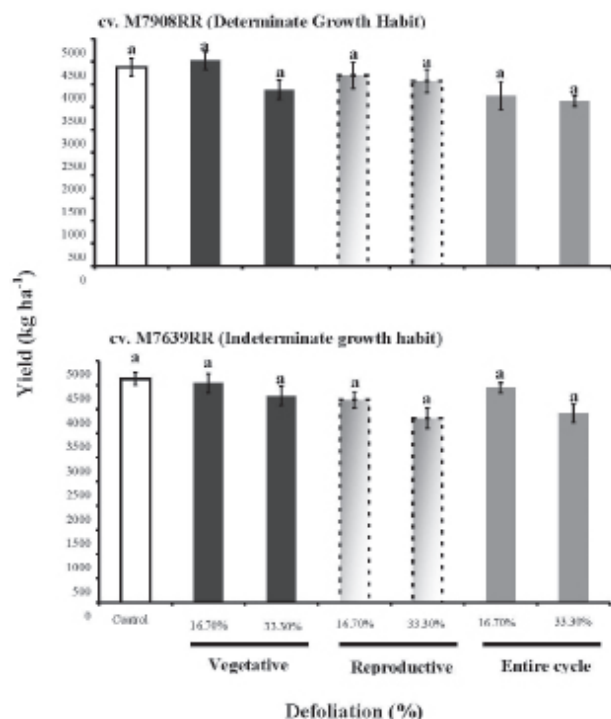 cv. M7908RR (Determinate Growth Habit)
5000
4500
4000
3500
3000
2500
2000
1500
1000
500
0
a a a a a a a
Yield (kg ha⁻¹)
cv. M7639RR (Indeterminate growth habit)
5000
4500
4000
3500
3000
2500
2000
1500
1000
500
0
a a a a a a a
Control 16.70% 33.30% 16.70% 33.30% 16.70% 33.30%
Vegetative Reproductive Entire cycle
Defoliation (%)